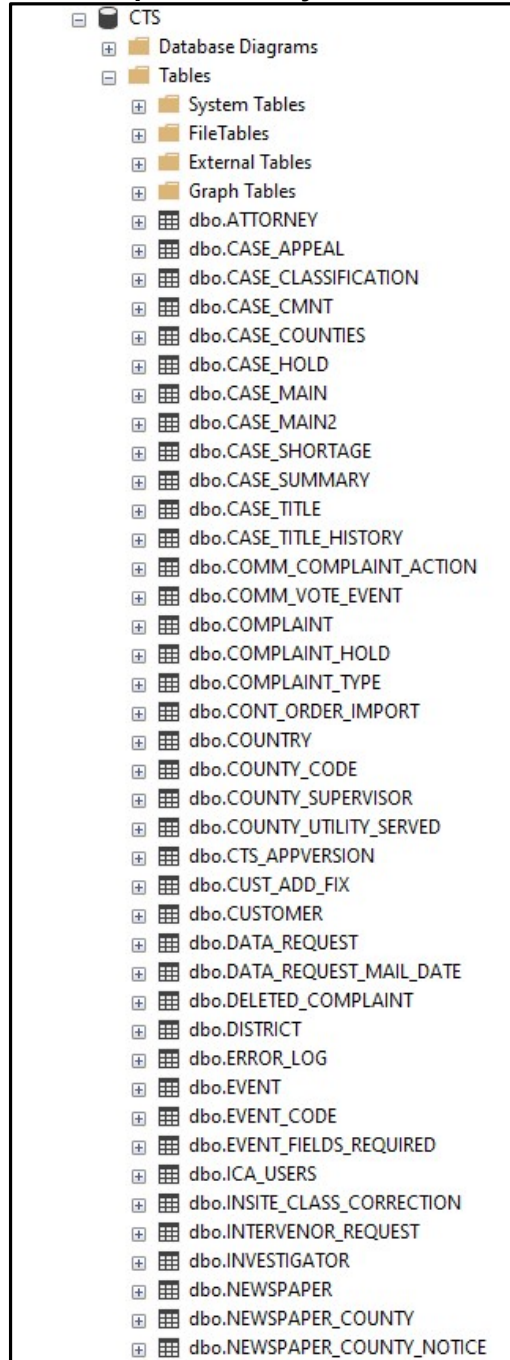 CTS
Database Diagrams
Tables
System Tables
FileTables
External Tables
Graph Tables
dbo.ATTORNEY
dbo.CASE_APPEAL
dbo.CASE_CLASSIFICATION
dbo.CASE_CMNT
dbo.CASE_COUNTIES
dbo.CASE_HOLD
dbo.CASE_MAIN
dbo.CASE_MAIN2
dbo.CASE_SHORTAGE
dbo.CASE_SUMMARY
dbo.CASE_TITLE
dbo.CASE_TITLE_HISTORY
dbo.COMM_COMPLAINT_ACTION
dbo.COMM_VOTE_EVENT
dbo.COMPLAINT
dbo.COMPLAINT_HOLD
dbo.COMPLAINT_TYPE
dbo.CONT_ORDER_IMPORT
dbo.COUNTRY
dbo.COUNTY_CODE
dbo.COUNTY_SUPERVISOR
dbo.COUNTY_UTILITY_SERVED
dbo.CTS_APPVERSION
dbo.CUST_ADD_FIX
dbo.CUSTOMER
dbo.DATA_REQUEST
dbo.DATA_REQUEST_MAIL_DATE
dbo.DELETED_COMPLAINT
dbo.DISTRICT
dbo.ERROR_LOG
dbo.EVENT
dbo.EVENT_CODE
dbo.EVENT_FIELDS_REQUIRED
dbo.ICA_USERS
dbo.INSITE_CLASS_CORRECTION
dbo.INTERVENOR_REQUEST
dbo.INVESTIGATOR
dbo.NEWSPAPER
dbo.NEWSPAPER_COUNTY
dbo.NEWSPAPER_COUNTY_NOTICE